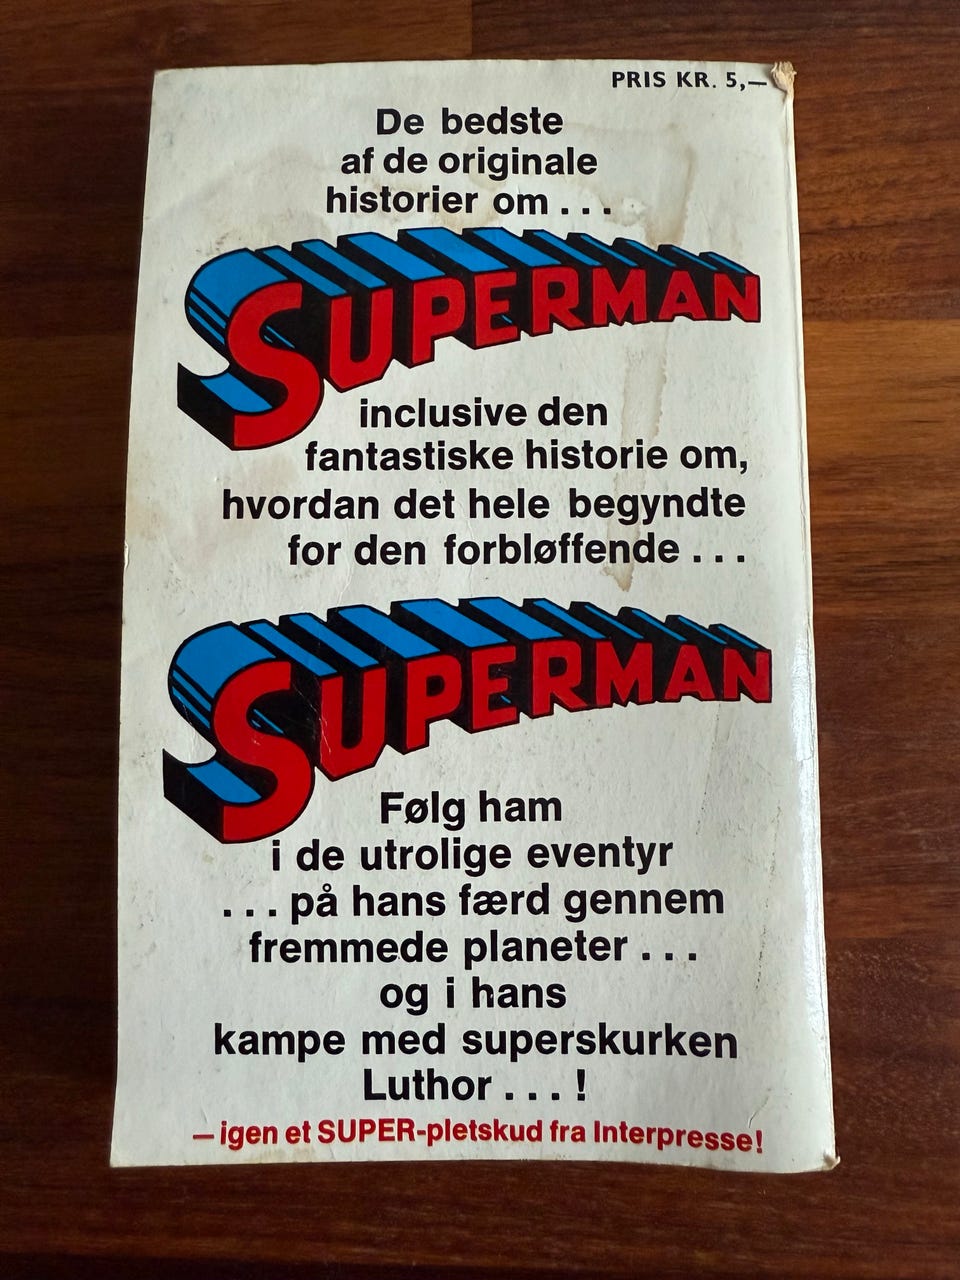 PRIS KR. 5,—
De bedste
af de originale
historier om . . .
SUPERMAN
inclusive den
fantastiske historie om,
hvordan det hele begyndte
for den forbløffende . . .
SUPERMAN
Følg ham
i de utrolige eventyr
. . . på hans færd gennem
fremmede planeter . . .
og i hans
kampe med superskurken
Luthor . . . !
— igen et SUPER-pletskud fra Interpresse!